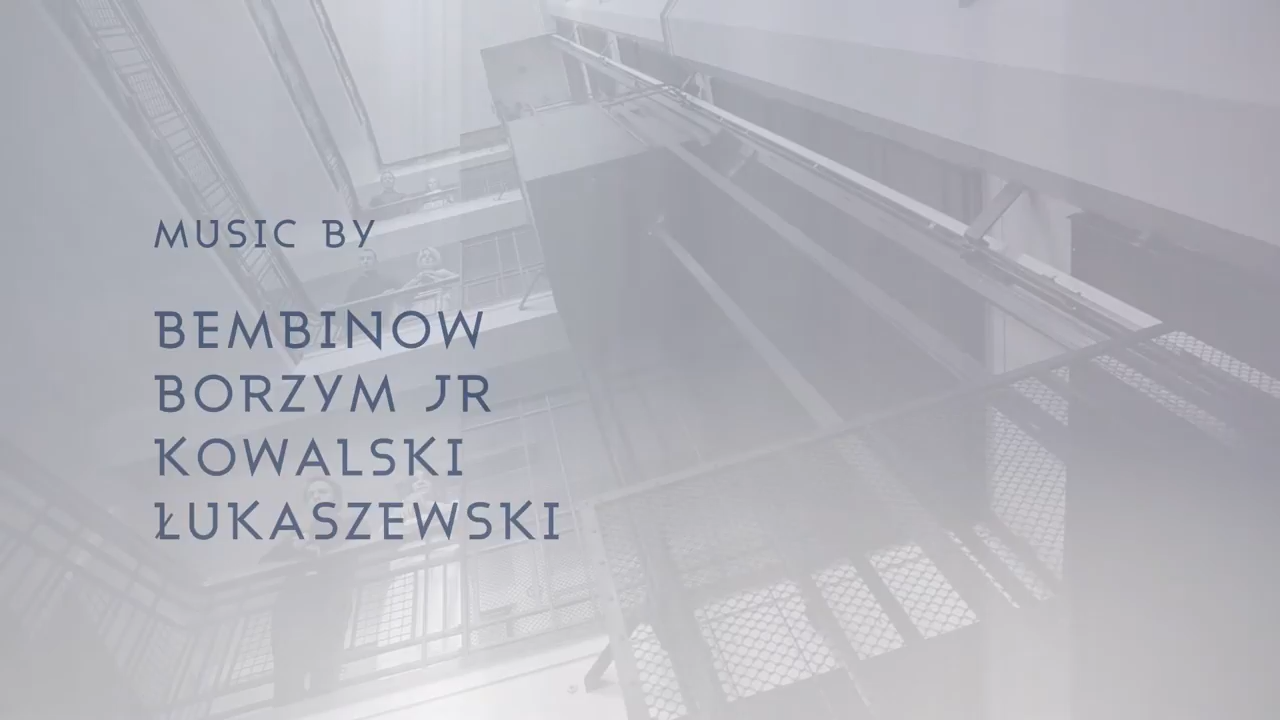 MUSIC BY
BEMBINOW
BORZYM JR
KOWALSKI
ŁUKASZEWSKI